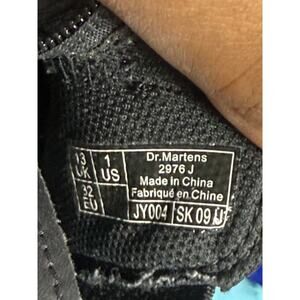 13 UK
1 US
32 EU
Dr.Martens
2976 J
Made in China
Fabriqué en Chine
JY004
SK 09